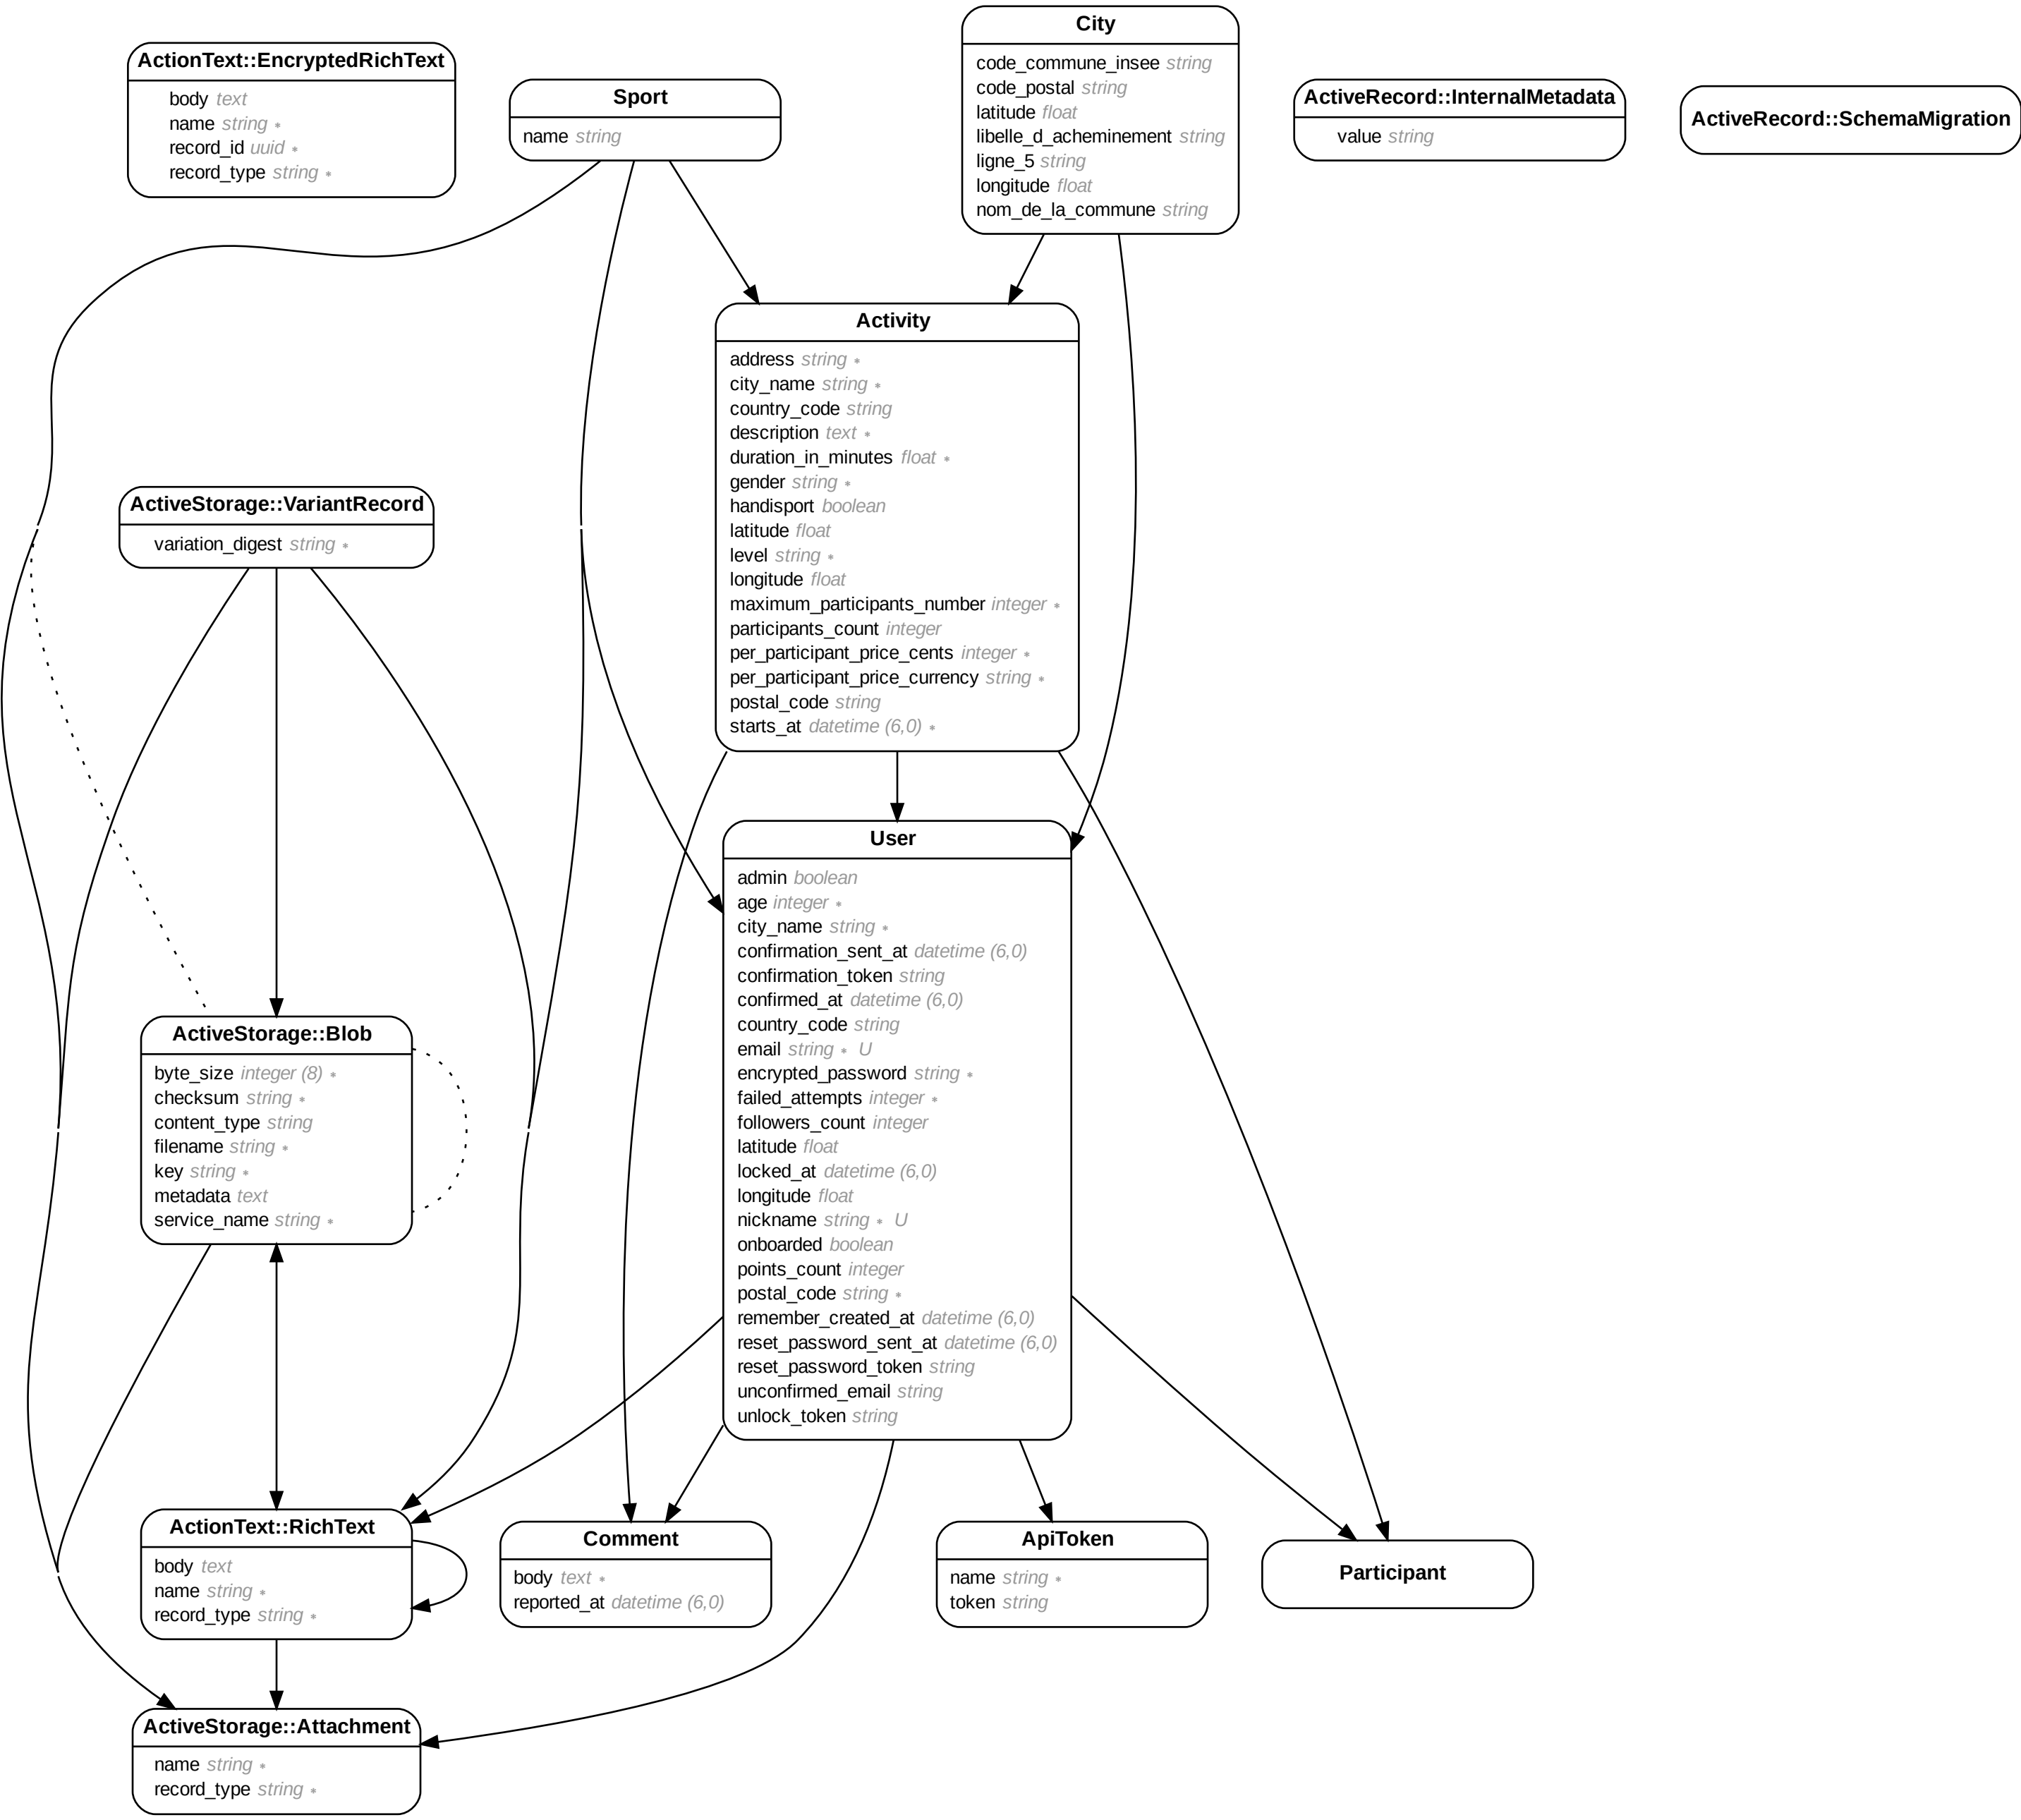 City
code_commune_insee string
code_postal string
latitude float
libelle_d_acheminement string
ligne_5 string
longitude float
nom_de_la_commune string
ActionText::EncryptedRichText
body text
name string *
record_id uuid *
record_type string *
Sport
name string
ActiveRecord::InternalMetadata
value string
ActiveRecord::SchemaMigration
Activity
address string *
city_name string *
country_code string
description text *
duration_in_minutes float *
gender string *
handisport boolean
latitude float
level string *
longitude float
maximum_participants_number integer *
participants_count integer
per_participant_price_cents integer *
per_participant_price_currency string *
postal_code string
starts_at datetime (6,0) *
ActiveStorage::VariantRecord
variation_digest string *
User
admin boolean
age integer *
city_name string *
confirmation_sent_at datetime (6,0)
confirmation_token string
confirmed_at datetime (6,0)
country_code string
email string * U
encrypted_password string *
failed_attempts integer *
followers_count integer
latitude float
locked_at datetime (6,0)
longitude float
nickname string * U
onboarded boolean
points_count integer
postal_code string *
remember_created_at datetime (6,0)
reset_password_sent_at datetime (6,0)
reset_password_token string
unconfirmed_email string
unlock_token string
ActiveStorage::Blob
byte_size integer (8) *
checksum string *
content_type string
filename string *
key string *
metadata text
service_name string *
ActionText::RichText
body text
name string *
record_type string *
Comment
body text *
reported_at datetime (6,0)
ApiToken
name string *
token string
Participant
ActiveStorage::Attachment
name string *
record_type string *